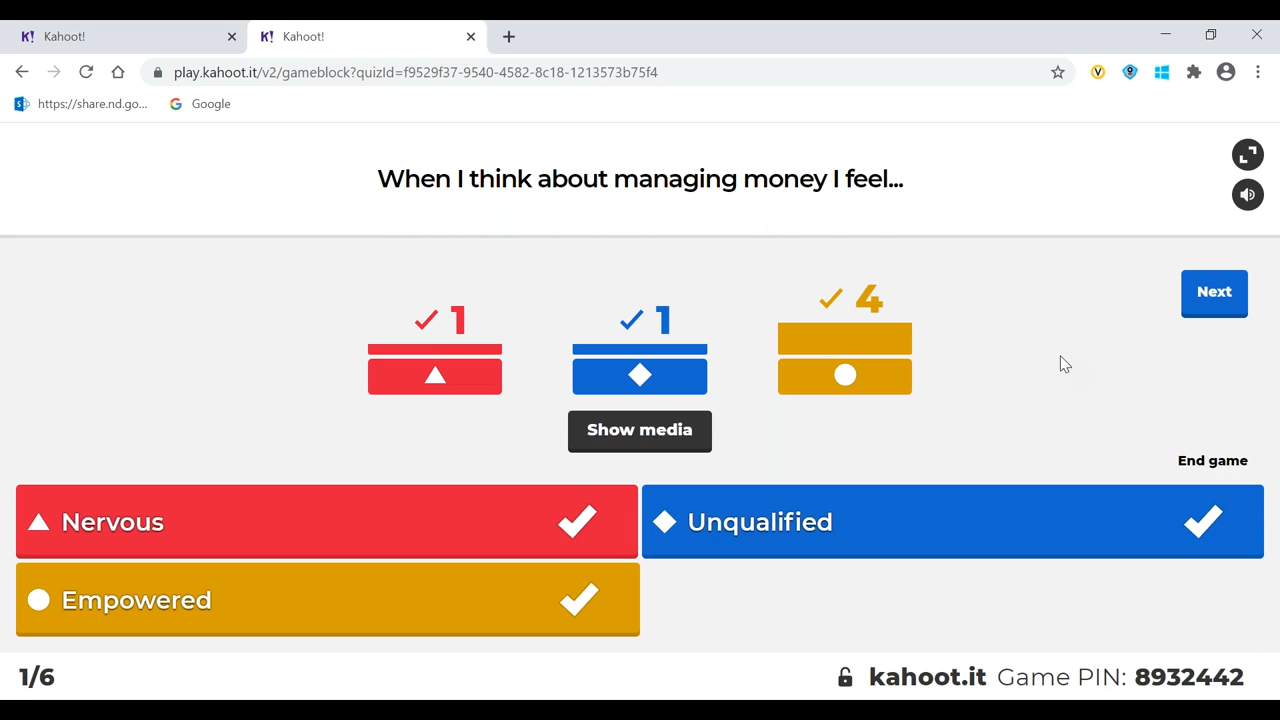 K! Kahoot!
K! Kahoot!
play.kahoot.it/v2/gameblock?quizId=f9529f37-9540-4582-8c18-1213573b75f4
https://share.nd.go...
Google
When I think about managing money I feel...
Next
1
1
4
Show media
End game
Nervous
Unqualified
Empowered
1/6
kahoot.it Game PIN: 8932442